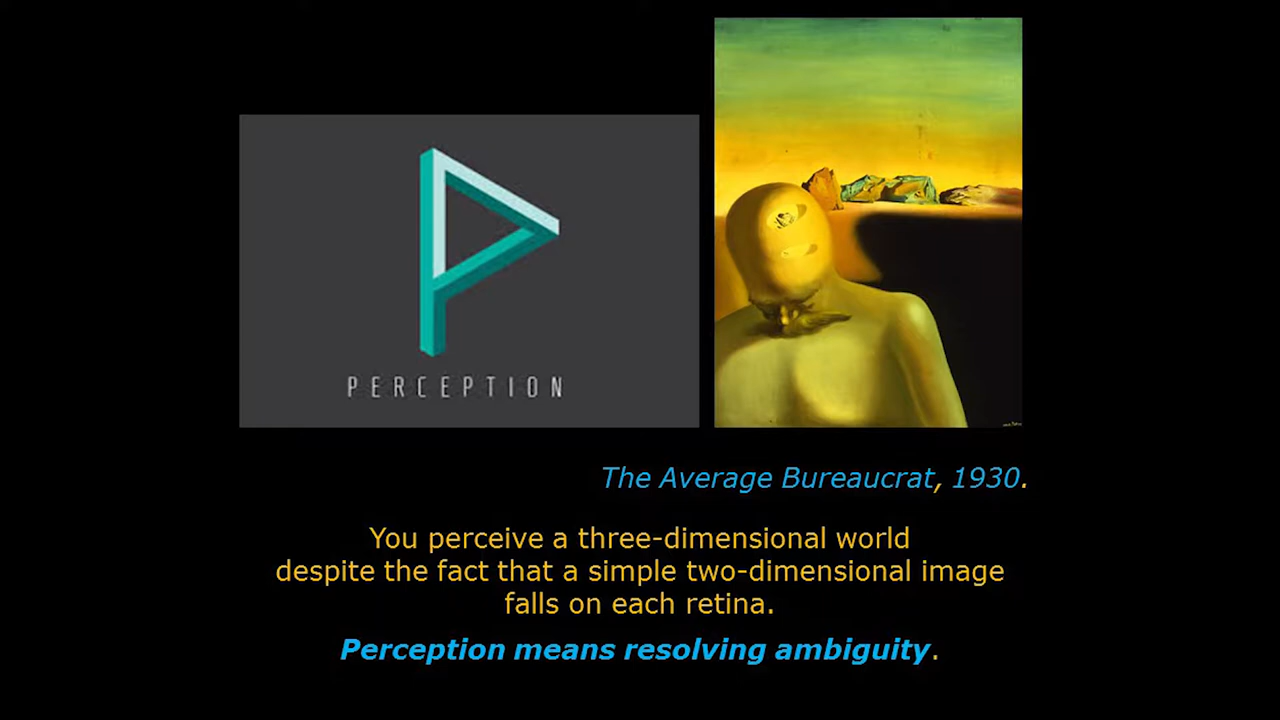 PERCEPTION
The Average Bureaucrat, 1930.
You perceive a three-dimensional world
despite the fact that a simple two-dimensional image
falls on each retina.
Perception means resolving ambiguity.